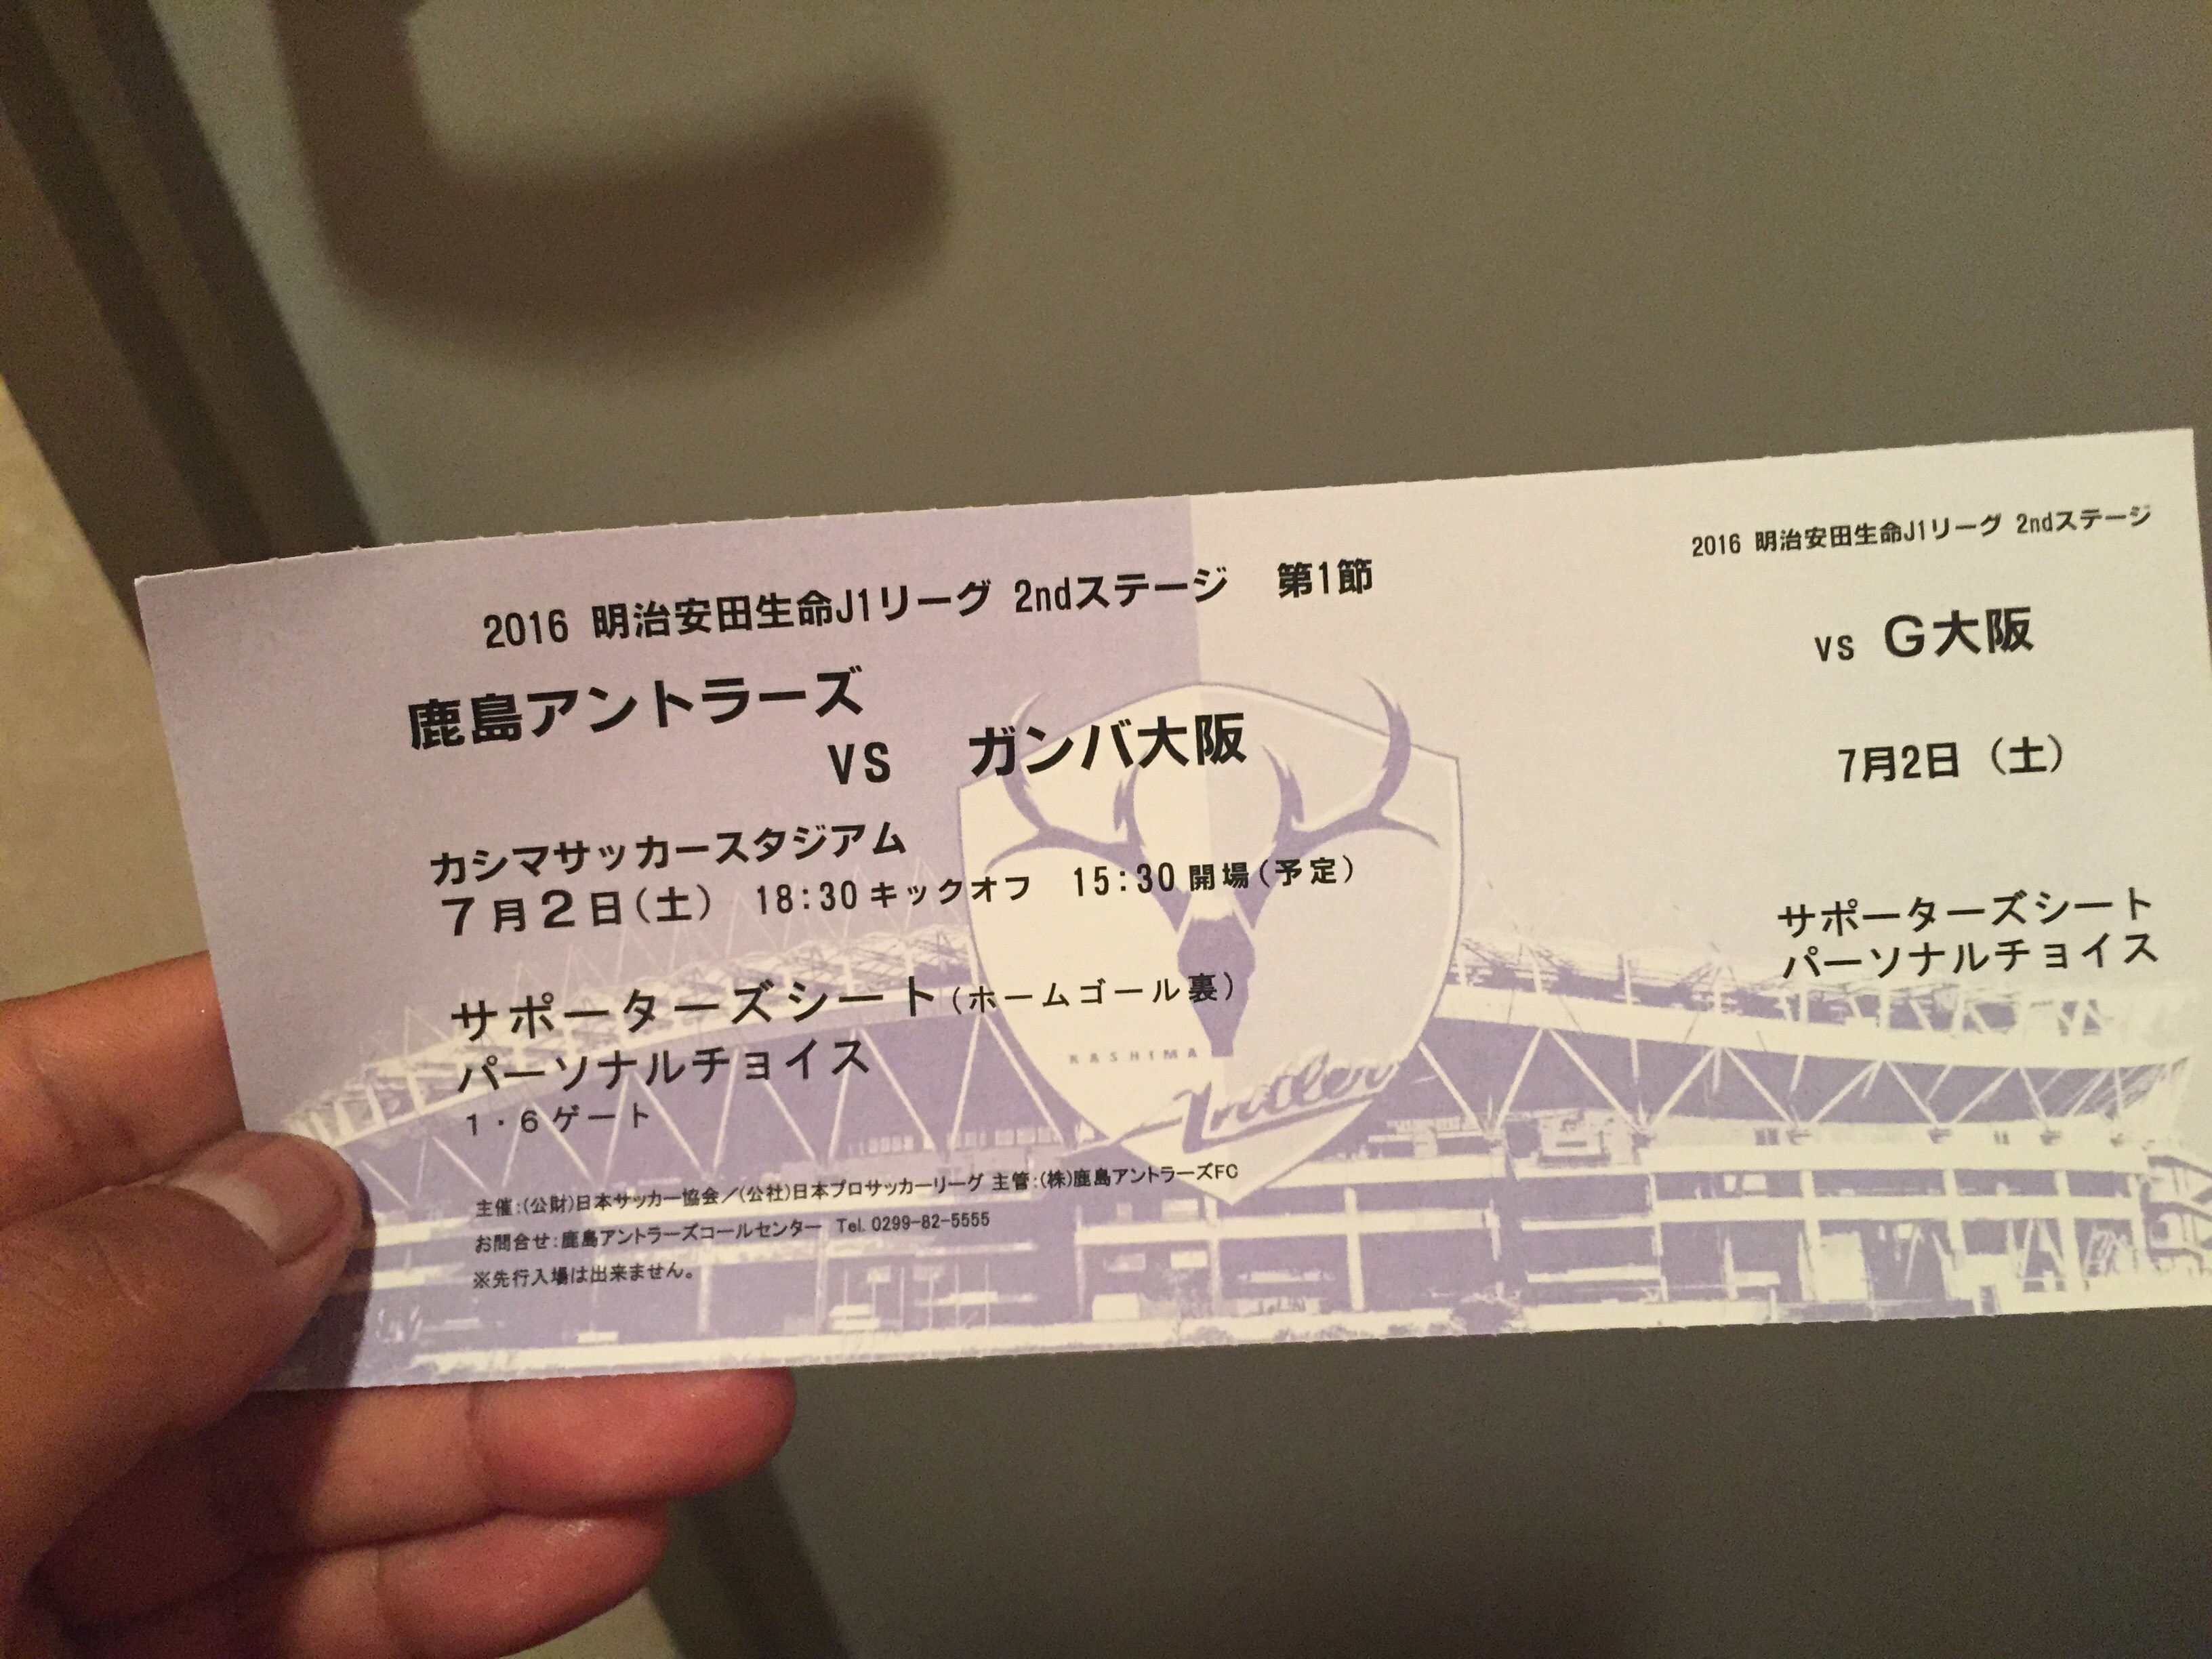 2016 明治安田生命J1リーグ 2ndステージ 第1節
鹿島アントラーズ
vs ガンバ大阪
カシマサッカースタジアム
7月2日(土) 18:30キックオフ 15:30開場(予定)
サポーターズシート(ホームゴール裏)
パーソナルチョイス
1・6ゲート
主催:(公財)日本サッカー協会/(公社)日本プロサッカーリーグ 主管:(株)鹿島アントラーズFC
お問合せ:鹿島アントラーズコールセンター Tel. 0299-82-5555
※先行入場は出来ません。
KASHIMA
Antlers
2016 明治安田生命J1リーグ 2ndステージ
vs G大阪
7月2日(土)
サポーターズシート
パーソナルチョイス